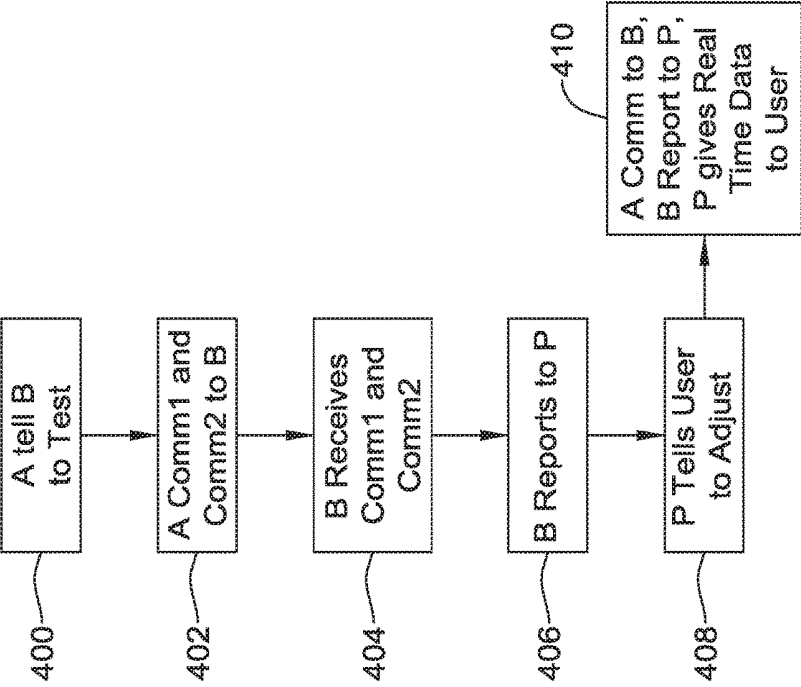 400
A tell B
to Test
402
A Comm1 and
Comm2 to B
404
B Receives
Comm1 and
Comm2
406
B Reports to P
408
P Tells User
to Adjust
410
A Comm to B,
B Report to P,
P gives Real
Time Data
to User